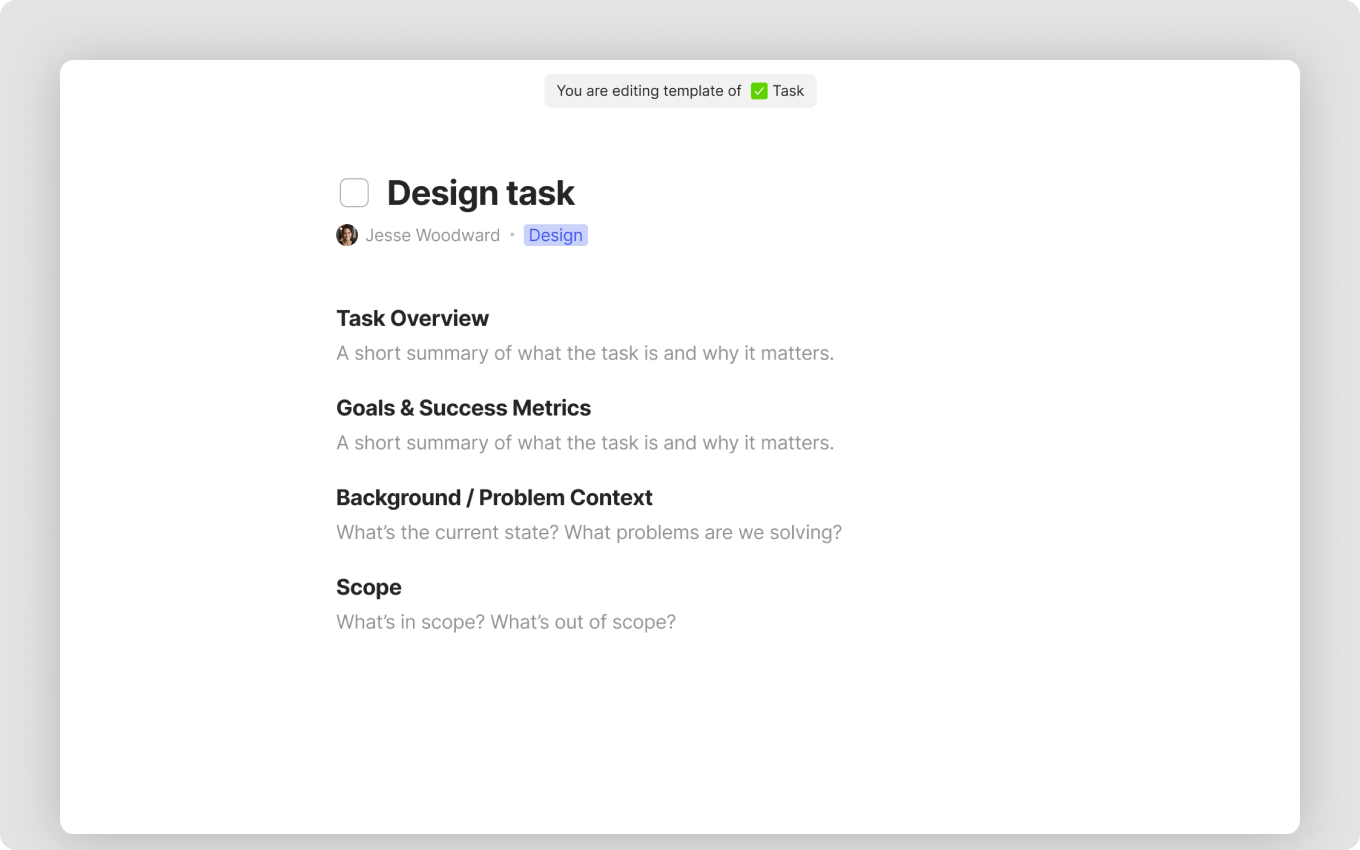 You are editing template of ✅ Task
Design task
Jesse Woodward • Design
Task Overview
A short summary of what the task is and why it matters.
Goals & Success Metrics
A short summary of what the task is and why it matters.
Background / Problem Context
What’s the current state? What problems are we solving?
Scope
What’s in scope? What’s out of scope?